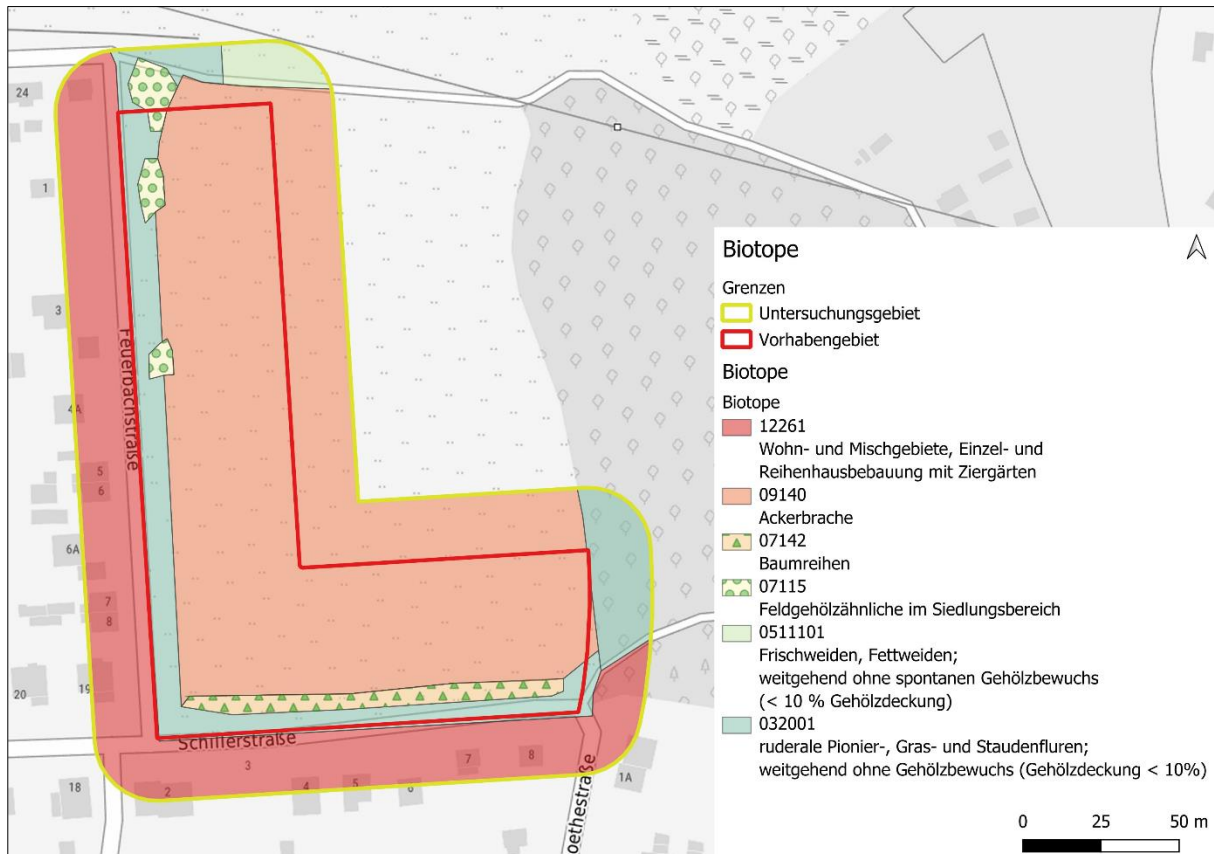 24
1
3
Feuerbachstraße
4A
5
6
6A
7
8
20
19
Schillerstraße
3
18
2
4
5
6
7
8
1A
oethestraße
Biotope
Grenzen
Untersuchungsgebiet
Vorhabengebiet
Biotope
Biotope
12261
Wohn- und Mischgebiete, Einzel- und
Reihenhausbebauung mit Ziergärten
09140
Ackerbrache
07142
Baumreihen
07115
Feldgehölzähnliche im Siedlungsbereich
0511101
Frischweiden, Fettweiden;
weitgehend ohne spontanen Gehölzbewuchs
(< 10 % Gehölzdeckung)
032001
ruderale Pionier-, Gras- und Staudenfluren;
weitgehend ohne Gehölzbewuchs (Gehölzdeckung < 10%)
0 25 50 m